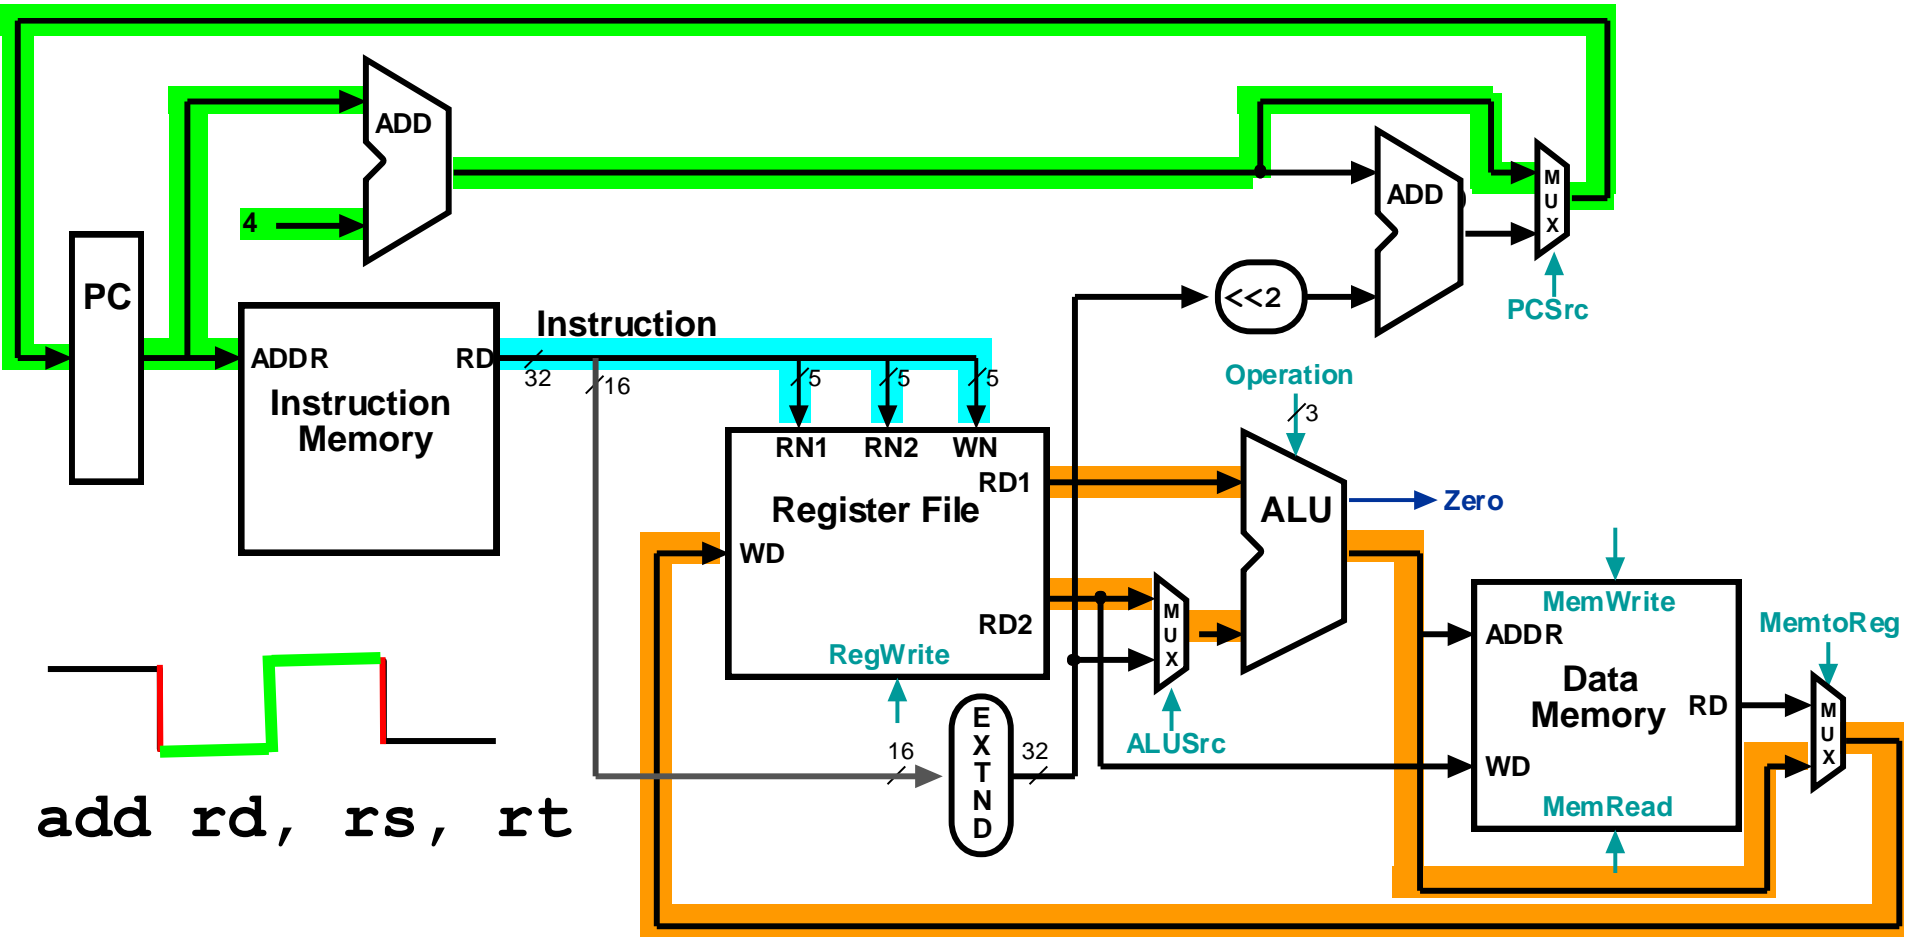 ADD
4
PC
ADD
M
U
X
<<2
PCSrc
Instruction
ADDR
RD
32
16
5
5
5
Instruction
Memory
Operation
3
RN1
RN2
WN
RD1
Register File
ALU
Zero
WD
RD2
RegWrite
M
U
X
ALUSrc
MemWrite
ADDR
Data
Memory
RD
WD
MemRead
MemtoReg
M
U
X
16
E
X
T
N
D
32
add rd, rs, rt